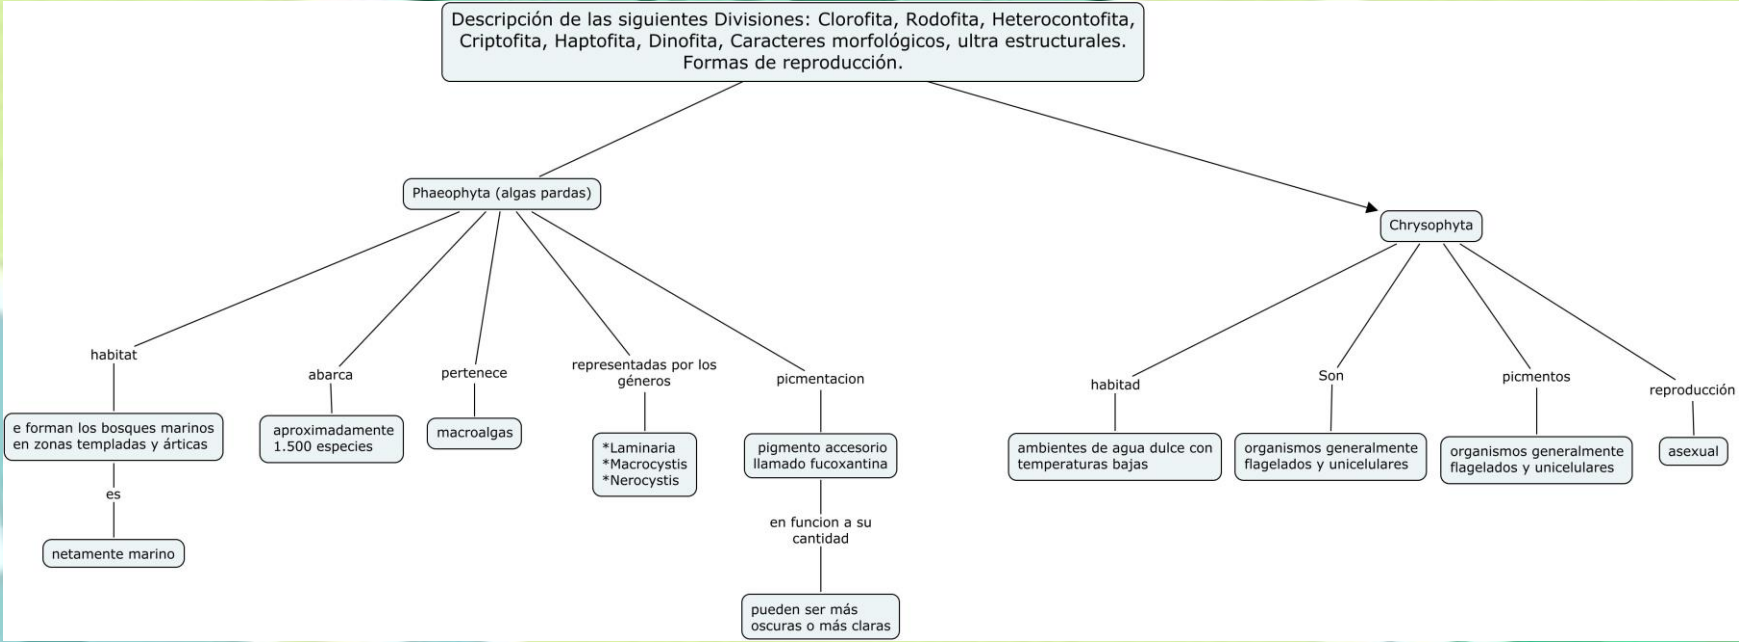 Descripción de las siguientes Divisiones: Clorofita, Rodofita, Heterocontofita,
Criptofita, Haptofita, Dinofita, Caracteres morfológicos, ultra estructurales.
Formas de reproducción.
Phaeophyta (algas pardas)
Chrysophyta
habitat
e forman los bosques marinos
en zonas templadas y árticas
es
netamente marino
abarca
aproximadamente
1.500 especies
pertenece
macroalgas
representadas por los
géneros
*Laminaria
*Macrocystis
*Nerocystis
picmentacion
pigmento accesorio
llamado fucoxantina
en funcion a su
cantidad
pueden ser más
oscuras o más claras
habitad
ambientes de agua dulce con
temperaturas bajas
Son
organismos generalmente
flagelados y unicelulares
picmentos
organismos generalmente
flagelados y unicelulares
reproducción
asexual